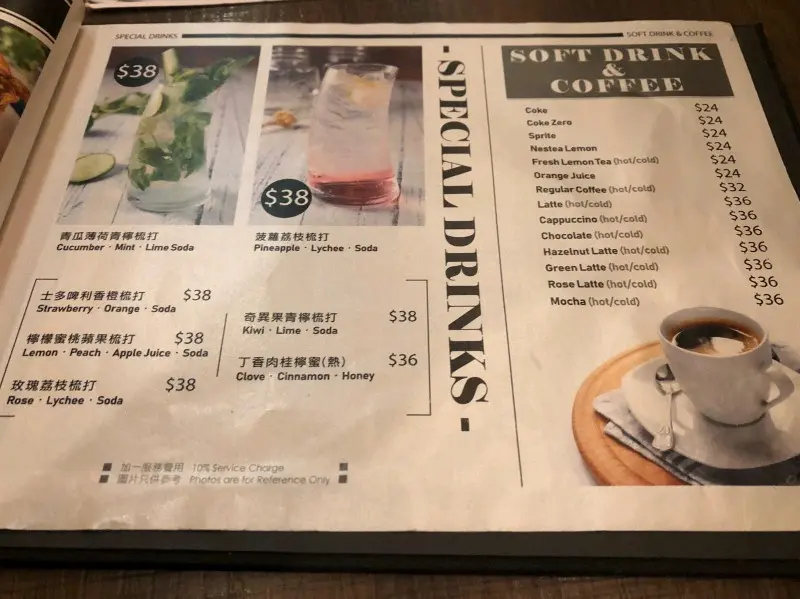 SPECIAL DRINKS
SOFT DRINK & COFFEE
$38
$38
青瓜薄荷青檸梳打
Cucumber · Mint · Lime Soda
菠蘿荔枝梳打
Pineapple · Lychee · Soda
士多啤利香橙梳打 $38
Strawberry · Orange · Soda
檸檬蜜桃蘋果梳打 $38
Lemon · Peach · Apple Juice · Soda
玫瑰荔枝梳打 $38
Rose · Lychee · Soda
奇異果青檸梳打 $38
Kiwi · Lime · Soda
丁香肉桂檸蜜(熱) $36
Clove · Cinnamon · Honey
加一服務費用 10% Service Charge
圖片只供參考 Photos are for Reference Only
- SPECIAL DRINKS -
SOFT DRINK
&
COFFEE
Coke $24
Coke Zero $24
Sprite $24
Nestea Lemon $24
Fresh Lemon Tea (hot/cold) $24
Orange Juice $24
Regular Coffee (hot/cold) $32
Latte (hot/cold) $36
Cappuccino (hot/cold) $36
Chocolate (hot/cold) $36
Hazelnut Latte (hot/cold) $36
Green Latte (hot/cold) $36
Rose Latte (hot/cold) $36
Mocha (hot/cold) $36